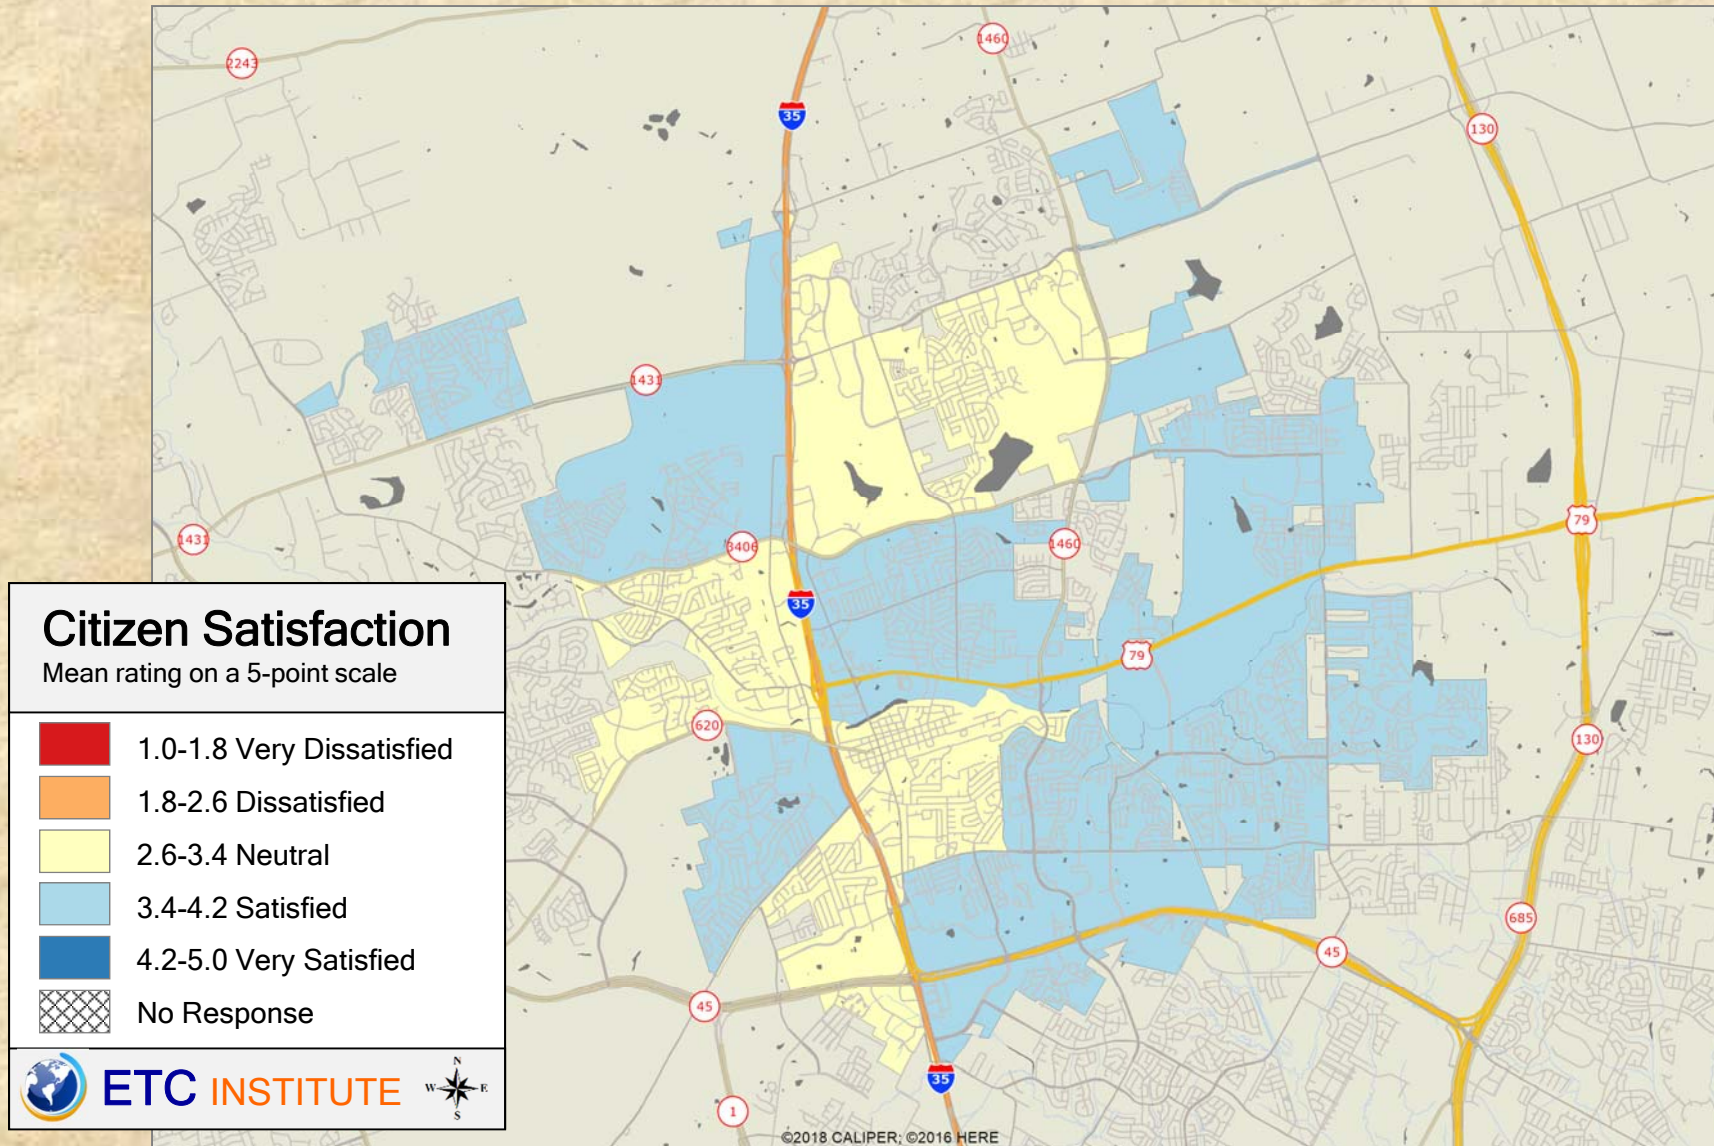 2243
1460
35
130
1431
1431
3406
1460
79
35
79
620
130
685
45
45
35
1
Citizen Satisfaction
Mean rating on a 5-point scale
1.0-1.8 Very Dissatisfied
1.8-2.6 Dissatisfied
2.6-3.4 Neutral
3.4-4.2 Satisfied
4.2-5.0 Very Satisfied
No Response
ETC INSTITUTE
N
W E
S
©2018 CALIPER; ©2016 HERE